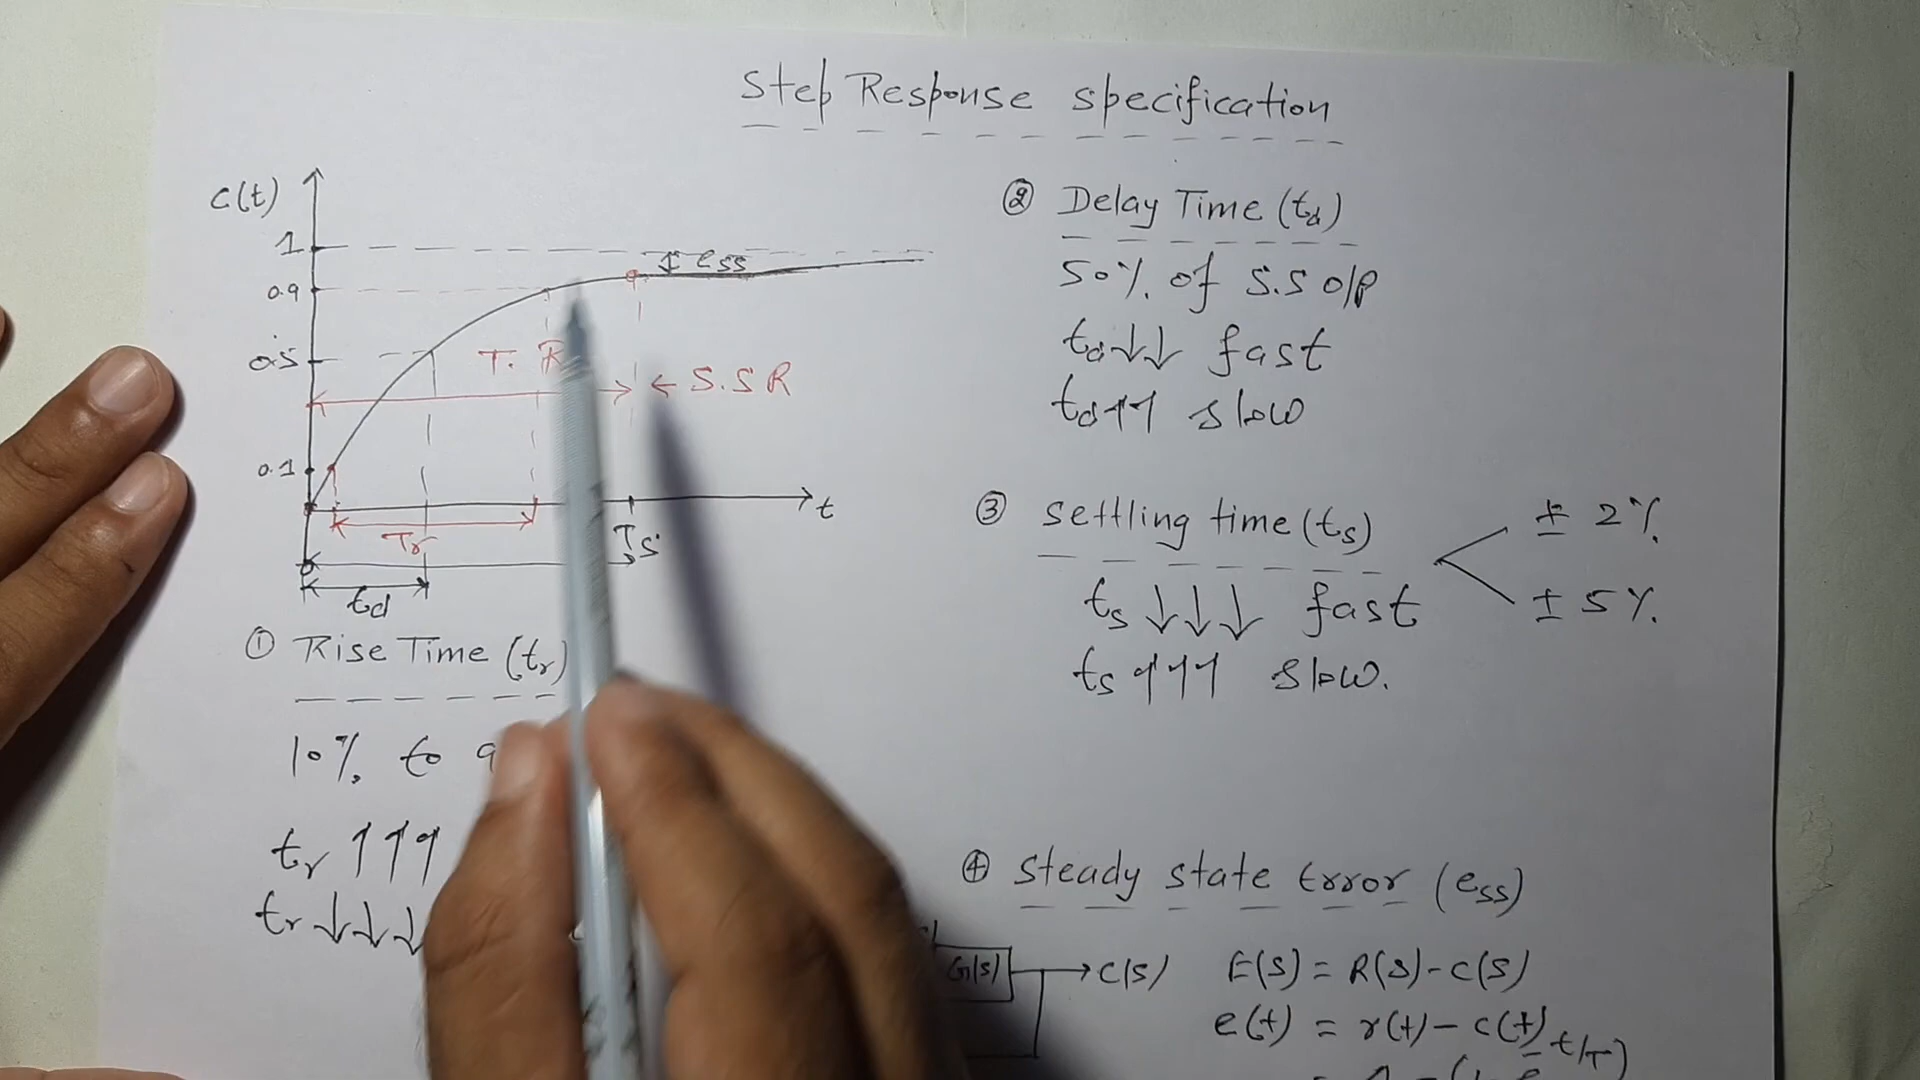 Step Response specification
c(t)
1
ess
0.9
0.5
T. R
← S.S R
0.1
t
Tr
Ts
td
① Rise Time (tr)
10% to 9
tr ↑↑↑
tr ↓↓↓
② Delay Time (td)
50% of S.S o/p
td↓↓ fast
td↑↑ slow
③ settling time (ts)
± 2%
± 5%
ts ↓↓↓ fast
ts ↑↑↑ slow.
④ steady state error (ess)
G(s)
→ C(s)
E(s) = R(s) - C(s)
e(t) = r(t) - c(t)